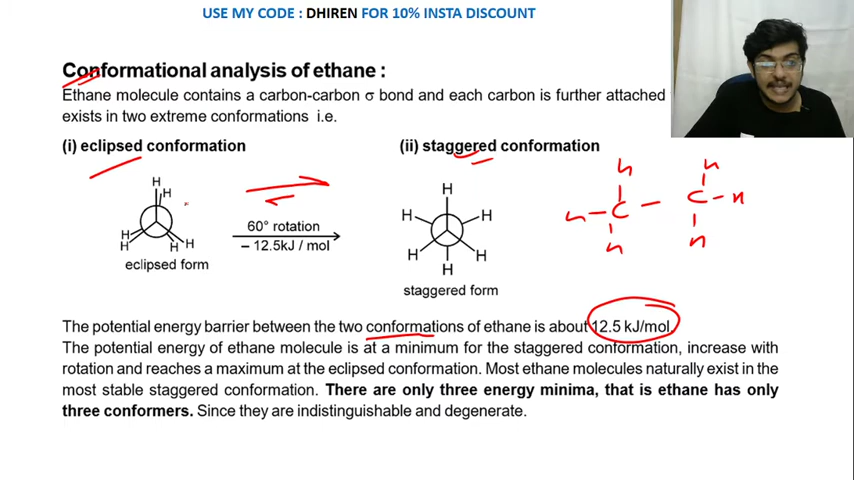 USE MY CODE : DHIREN FOR 10% INSTA DISCOUNT
Conformational analysis of ethane :
Ethane molecule contains a carbon-carbon σ bond and each carbon is further attached
exists in two extreme conformations i.e.
(i) eclipsed conformation
(ii) staggered conformation
H
H
H
H
H
H
eclipsed form
60° rotation
– 12.5kJ / mol
H
H
H
H
H
H
staggered form
H
H
H – C – C – H
H
H
The potential energy barrier between the two conformations of ethane is about 12.5 kJ/mol.
The potential energy of ethane molecule is at a minimum for the staggered conformation, increase with
rotation and reaches a maximum at the eclipsed conformation. Most ethane molecules naturally exist in the
most stable staggered conformation. There are only three energy minima, that is ethane has only
three conformers. Since they are indistinguishable and degenerate.